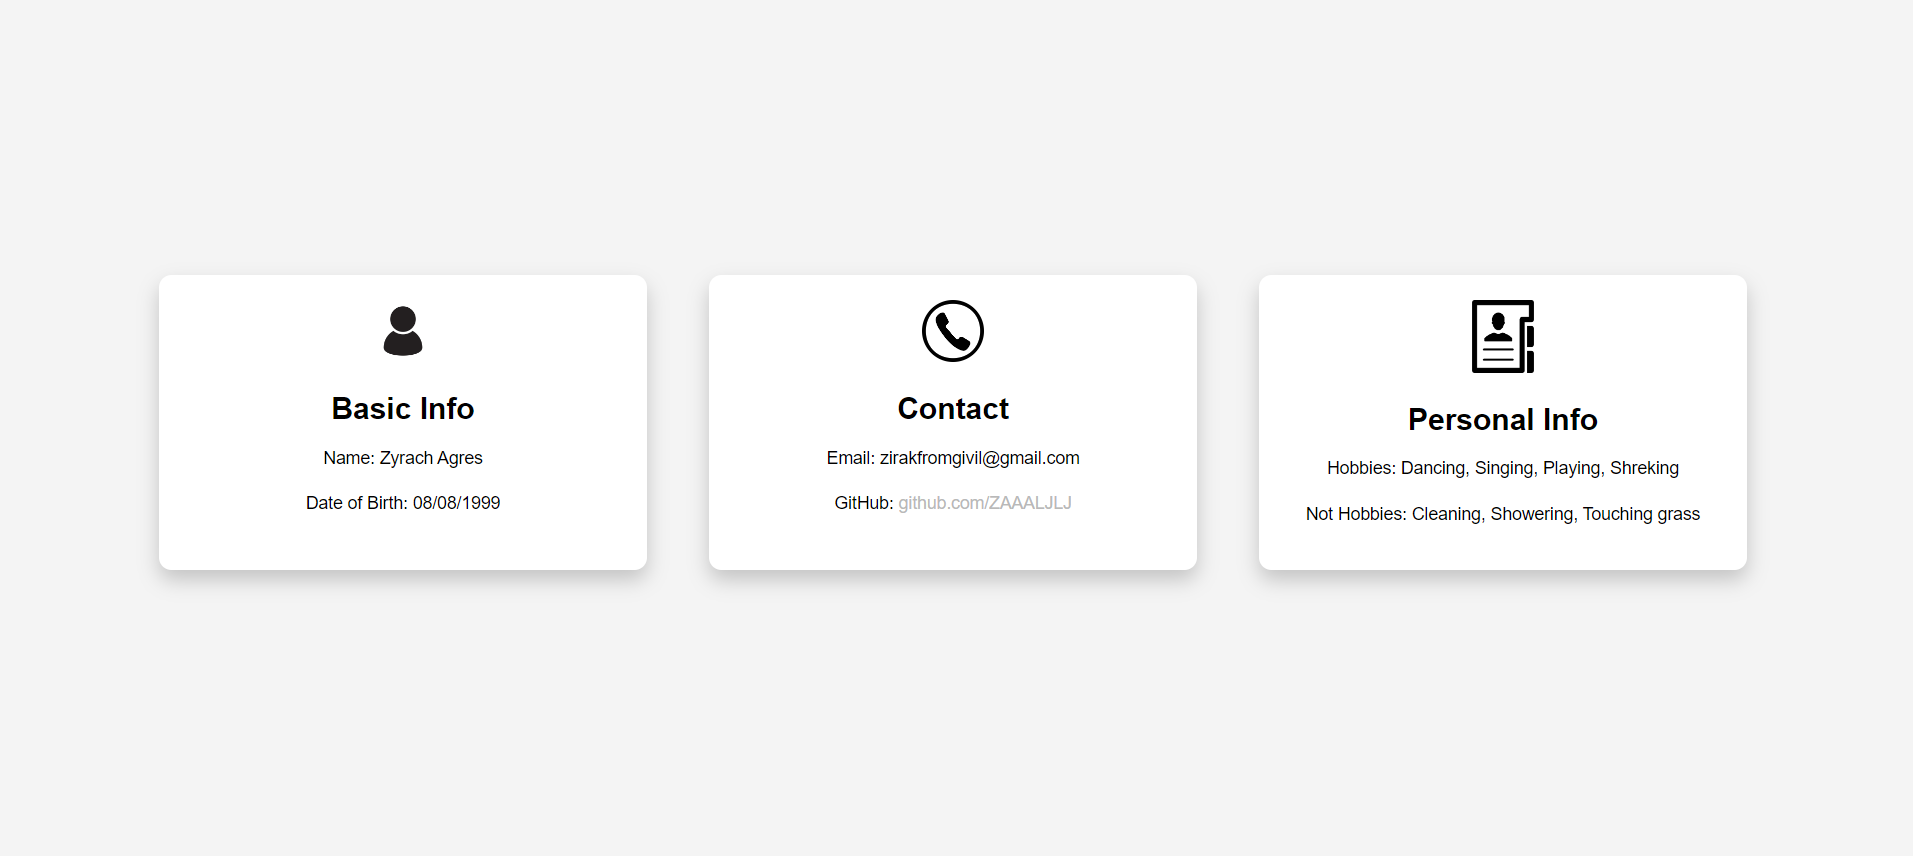 Basic Info
Name: Zyrach Agres
Date of Birth: 08/08/1999
Contact
Email: zirakfromgivil@gmail.com
GitHub: github.com/ZAAALJLJ
Personal Info
Hobbies: Dancing, Singing, Playing, Shreking
Not Hobbies: Cleaning, Showering, Touching grass